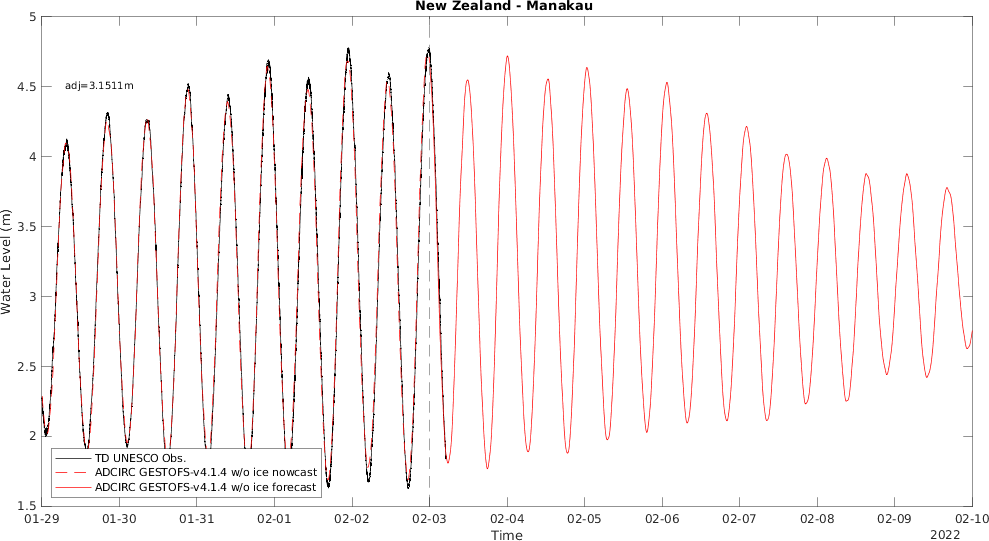 New Zealand - Manakau
Water Level (m)
5
4.5
4
3.5
3
2.5
2
1.5
adj=3.1511m
TD UNESCO Obs.
ADCIRC GESTOFS-v4.1.4 w/o ice nowcast
ADCIRC GESTOFS-v4.1.4 w/o ice forecast
01-29 01-30 01-31 02-01 02-02 02-03 02-04 02-05 02-06 02-07 02-08 02-09 02-10
Time
2022